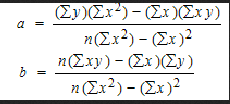 a = (Σy)(Σx²) − (Σx)(Σxy) / n(Σx²) − (Σx)²
b = n(Σxy) − (Σx)(Σy) / n(Σx²) − (Σx)²